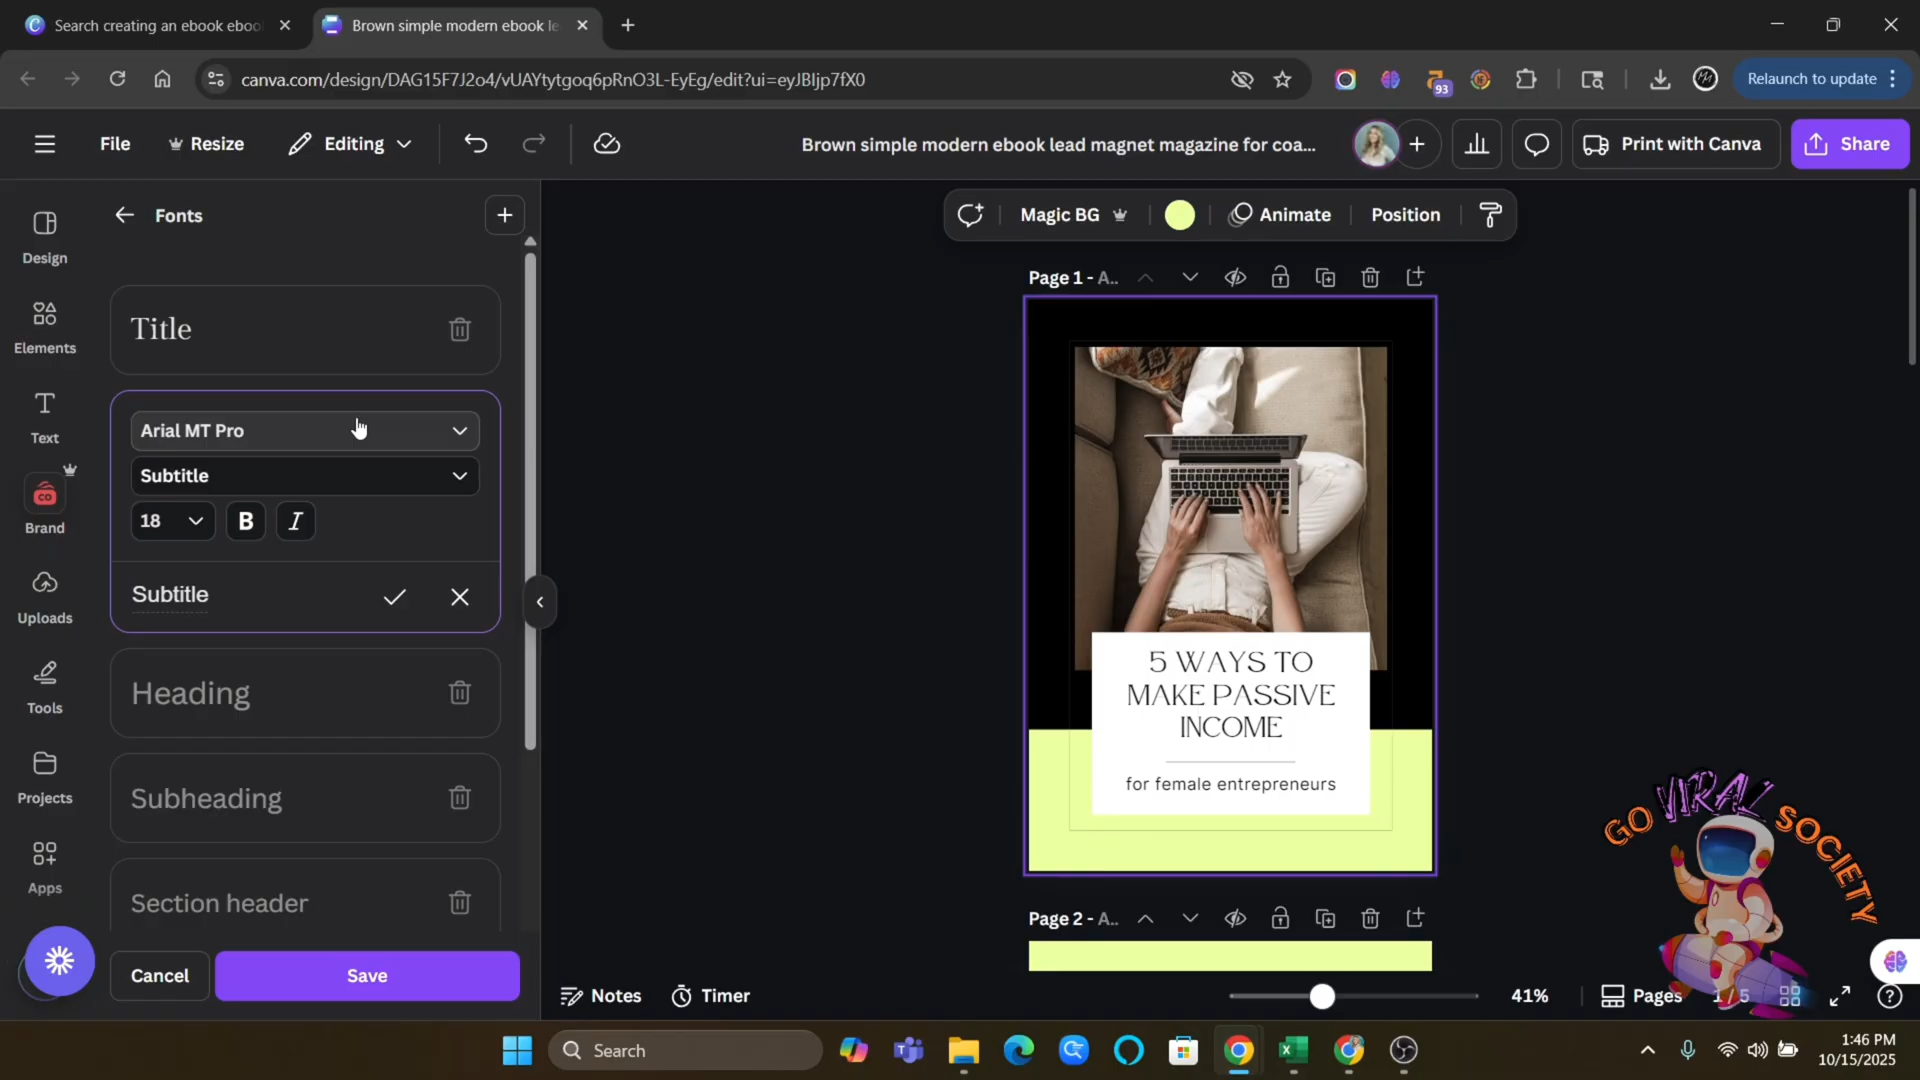 Search creating an ebook eboo
Brown simple modern ebook le
canva.com/design/DAG15F7J2o4/vUAYtytgoq6pRnO3L-EyEg/edit?ui=eyJBIjp7fX0
93
Relaunch to update
File
Resize
Editing
Brown simple modern ebook lead magnet magazine for coa...
Print with Canva
Share
Design
Elements
Text
CO
Brand
Uploads
Tools
Projects
Apps
Fonts
Title
Arial MT Pro
Subtitle
18
B
I
Subtitle
Heading
Subheading
Section header
Cancel
Save
Magic BG
Animate
Position
Page 1 - A..
5 WAYS TO
MAKE PASSIVE
INCOME
for female entrepreneurs
Page 2 - A..
GO VIRAL SOCIETY
Notes
Timer
41%
Pages
1 / 5
Search
1:46 PM
10/15/2025